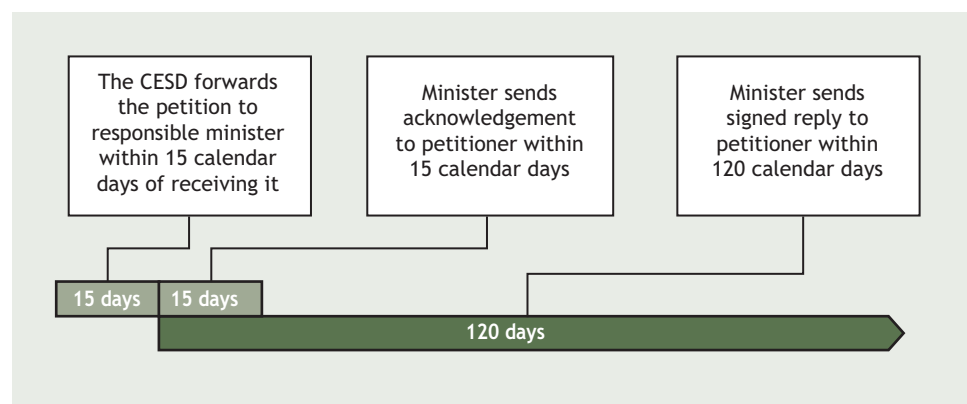 The CESD forwards
the petition to
responsible minister
within 15 calendar
days of receiving it
Minister sends
acknowledgement
to petitioner within
15 calendar days
Minister sends
signed reply to
petitioner within
120 calendar days
15 days
15 days
120 days